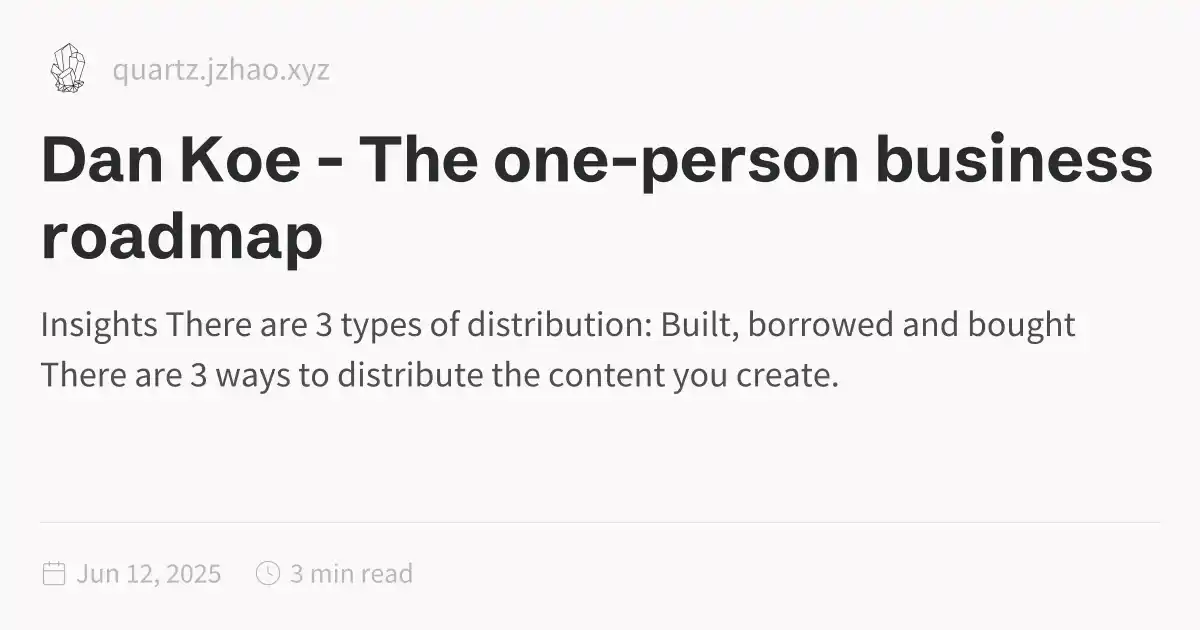 quartz.jzhao.xyz
Dan Koe - The one-person business
roadmap
Insights There are 3 types of distribution: Built, borrowed and bought
There are 3 ways to distribute the content you create.
Jun 12, 2025 3 min read